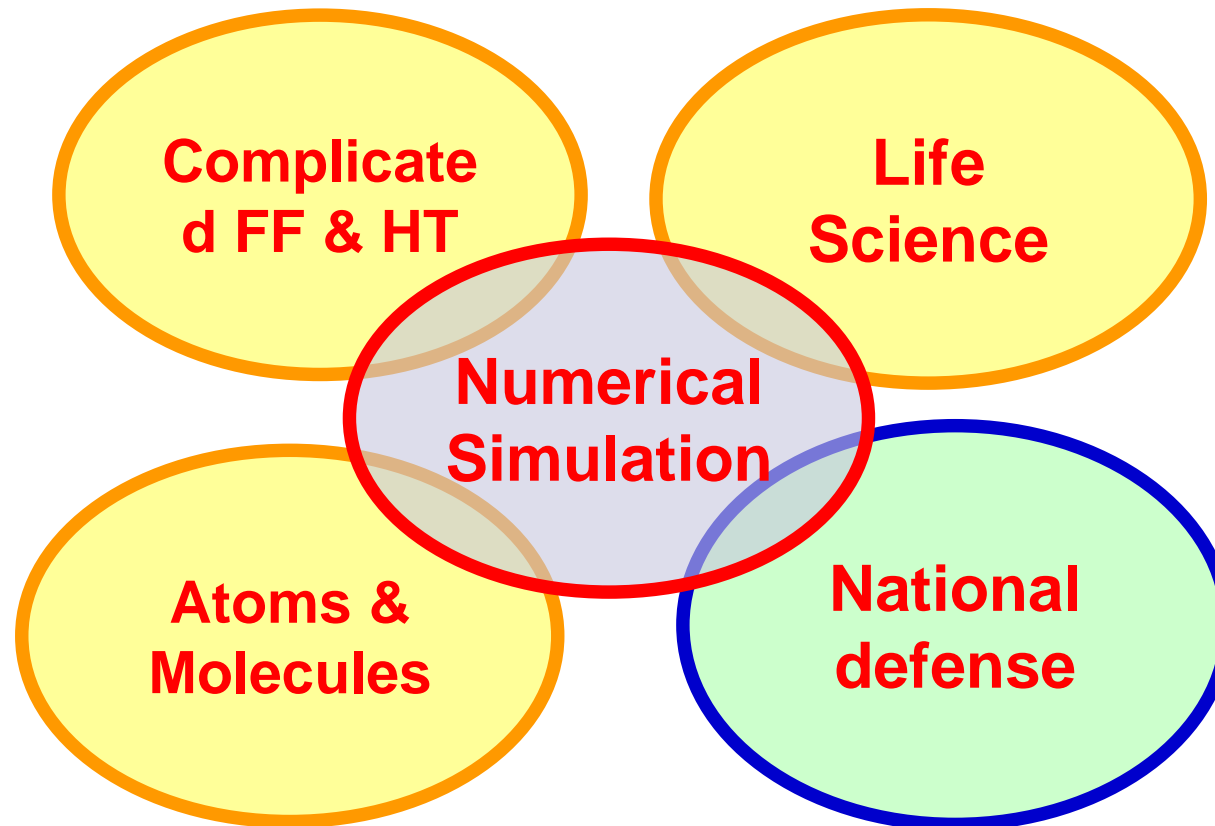 Complicate
d FF & HT
Life
Science
Numerical
Simulation
Atoms &
Molecules
National
defense